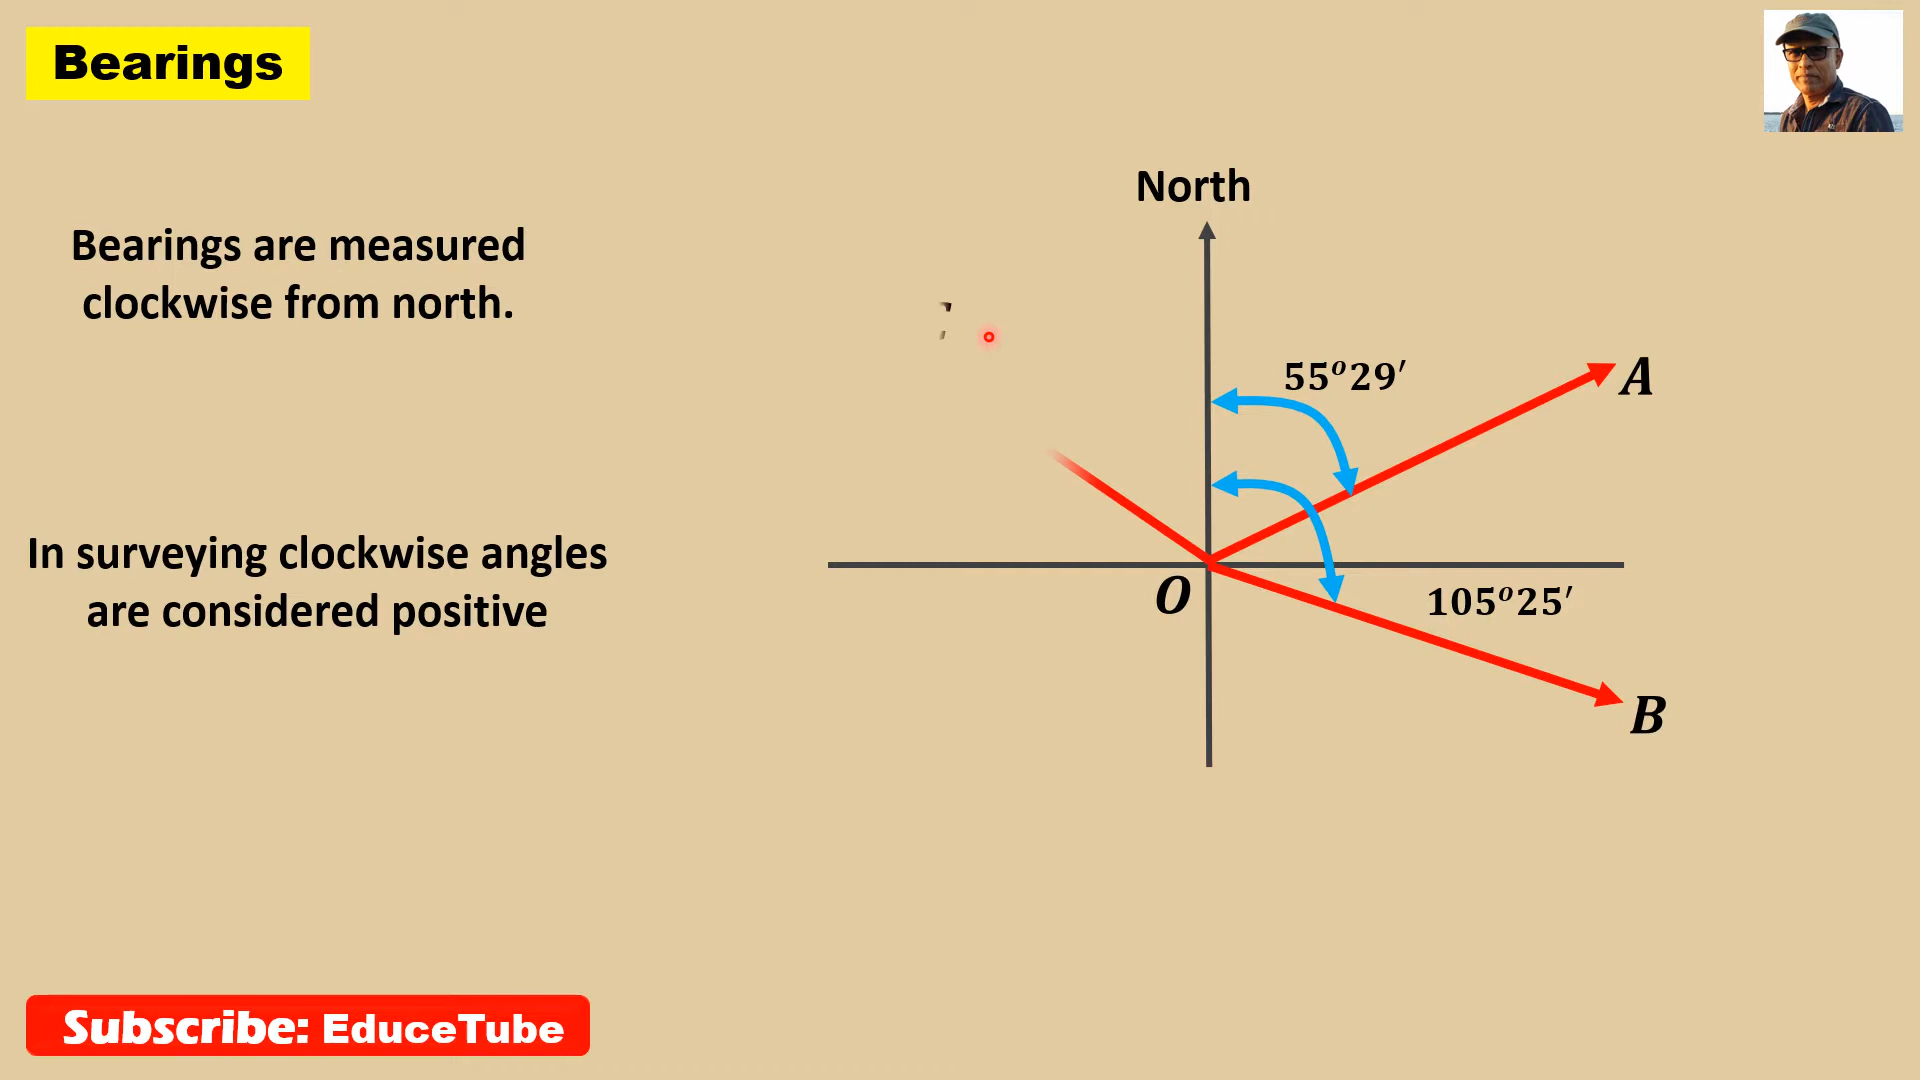 Bearings
North
Bearings are measured
clockwise from north.
55°29′
A
In surveying clockwise angles
are considered positive
O
105°25′
B
Subscribe: EduceTube